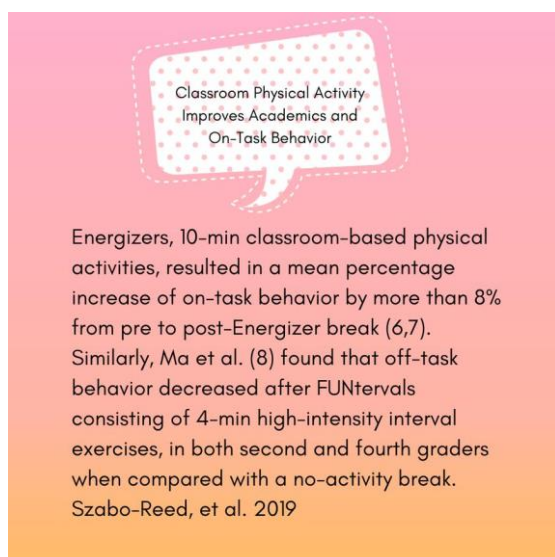 Classroom Physical Activity
Improves Academics and
On-Task Behavior
Energizers, 10-min classroom-based physical
activities, resulted in a mean percentage
increase of on-task behavior by more than 8%
from pre to post-Energizer break (6,7).
Similarly, Ma et al. (8) found that off-task
behavior decreased after FUNtervals
consisting of 4-min high-intensity interval
exercises, in both second and fourth graders
when compared with a no-activity break.
Szabo-Reed, et al. 2019